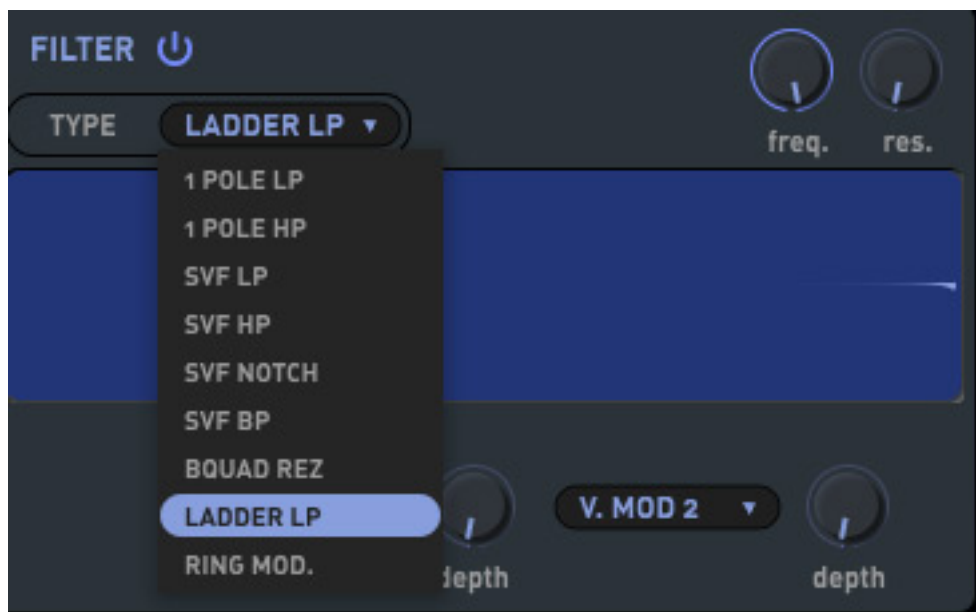 FILTER
TYPE LADDER LP
freq. res.
1 POLE LP
1 POLE HP
SVF LP
SVF HP
SVF NOTCH
SVF BP
BQUAD REZ
LADDER LP
RING MOD.
V. MOD 2
depth depth